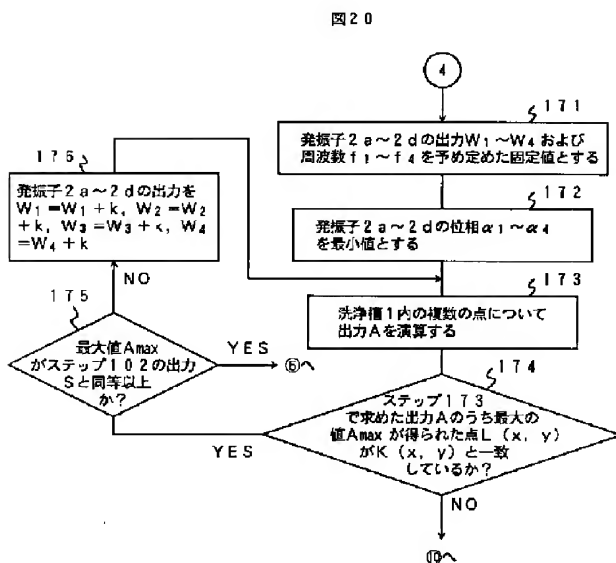 図20
④
171
発振子2a〜2dの出力W₁〜W₄および
周波数f₁〜f₄を予め定めた固定値とする
172
発振子2a〜2dの位相α₁〜α₄
を最小値とする
173
洗浄槽1内の複数の点について
出力Aを演算する
174
ステップ173
で求めた出力Aのうち最大の
値Amaxが得られた点L(x,y)
がK(x,y)と一致
しているか?
YES
NO
⑩へ
175
最大値Amax
がステップ102の出力
Sと同等以上
か?
YES
⑤へ
NO
176
発振子2a〜2dの出力を
W₁=W₁+k,W₂=W₂
+k,W₃=W₃+k,W₄
=W₄+k